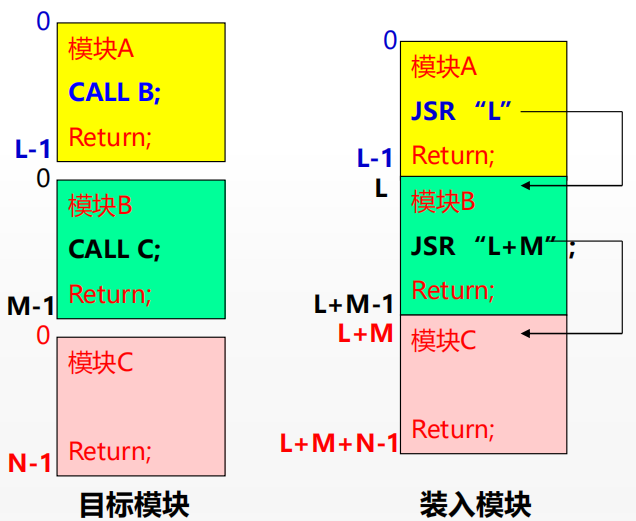 0
模块A
CALL B;
Return;
L-1
0
模块B
CALL C;
Return;
M-1
0
模块C
Return;
N-1
目标模块
0
模块A
JSR “L”
Return;
L-1
L
模块B
JSR “L+M” ;
Return;
L+M-1
L+M
模块C
Return;
L+M+N-1
装入模块